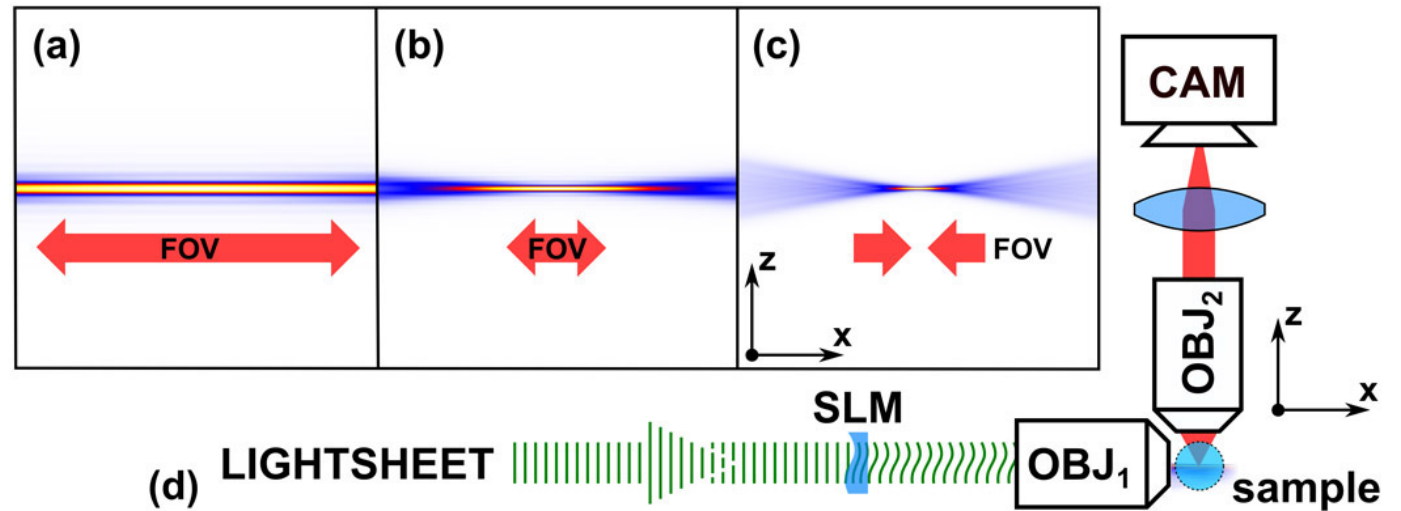 (a)
(b)
(c)
FOV
FOV
FOV
z
x
CAM
OBJ2
z
x
SLM
(d) LIGHTSHEET
OBJ1
sample